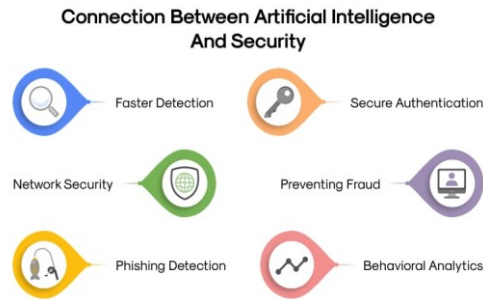 Connection Between Artificial Intelligence
And Security
Faster Detection
Secure Authentication
Network Security
Preventing Fraud
Phishing Detection
Behavioral Analytics